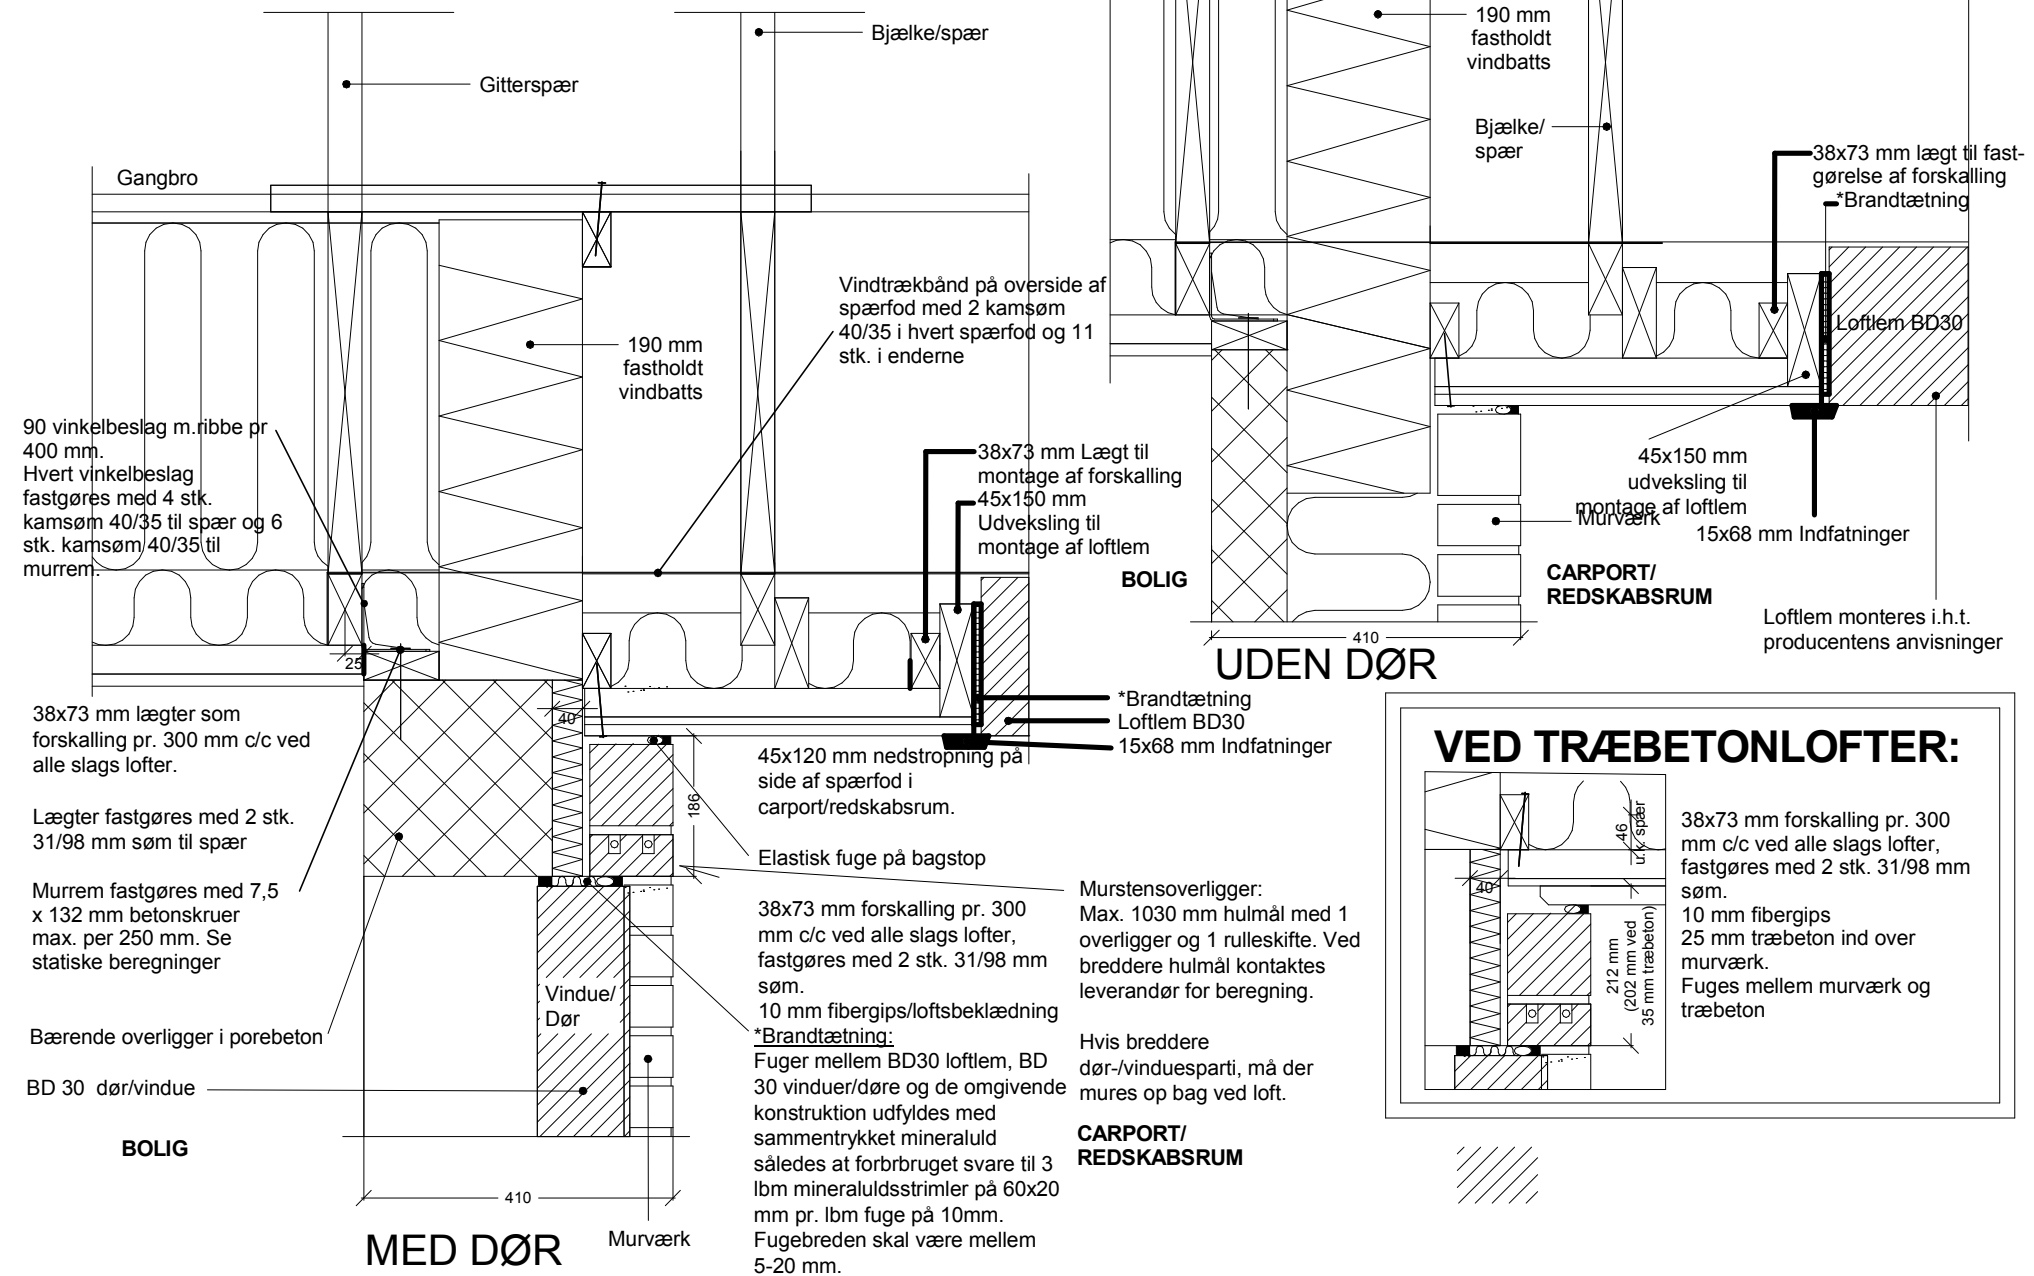 Bjælke/spær
Gitterspær
Gangbro
190 mm
fastholdt
vindbatts
Vindtrækbånd på overside af
spærfod med 2 kamsøm
40/35 i hvert spærfod og 11
stk. i enderne
90 vinkelbeslag m.ribbe pr
400 mm.
Hvert vinkelbeslag
fastgøres med 4 stk.
kamsøm 40/35 til spær og 6
stk. kamsøm 40/35 til
murrem.
38x73 mm Lægt til
montage af forskalling
45x150 mm
Udveksling til
montage af loftlem
25
40
*Brandtætning
Loftlem BD30
15x68 mm Indfatninger
38x73 mm lægter som
forskalling pr. 300 mm c/c ved
alle slags lofter.
Lægter fastgøres med 2 stk.
31/98 mm søm til spær
Murrem fastgøres med 7,5
x 132 mm betonskruer
max. per 250 mm. Se
statiske beregninger
Bærende overligger i porebeton
BD 30 dør/vindue
BOLIG
45x120 mm nedstropning på
side af spærfod i
carport/redskabsrum.
186
Elastisk fuge på bagstop
38x73 mm forskalling pr. 300
mm c/c ved alle slags lofter,
fastgøres med 2 stk. 31/98 mm
søm.
10 mm fibergips/loftsbeklædning
*Brandtætning:
Fuger mellem BD30 loftlem, BD
30 vinduer/døre og de omgivende
konstruktion udfyldes med
sammentrykket mineraluld
således at forbrbruget svare til 3
lbm mineraluldsstrimler på 60x20
mm pr. lbm fuge på 10mm.
Fugebreden skal være mellem
5-20 mm.
Vindue/
Dør
410
MED DØR
Murværk
Murstensoverligger:
Max. 1030 mm hulmål med 1
overligger og 1 rulleskifte. Ved
breddere hulmål kontaktes
leverandør for beregning.
Hvis breddere
dør-/vinduesparti, må der
mures op bag ved loft.
CARPORT/
REDSKABSRUM
190 mm
fastholdt
vindbatts
Bjælke/
spær
38x73 mm lægt til fast-
gørelse af forskalling
*Brandtætning
Loftlem BD30
45x150 mm
udveksling til
montage af loftlem
Murværk
15x68 mm Indfatninger
BOLIG
CARPORT/
REDSKABSRUM
Loftlem monteres i.h.t.
producentens anvisninger
410
UDEN DØR
VED TRÆBETONLOFTER:
46
u.k. spær
40
212 mm
(202 mm ved
35 mm træbeton)
38x73 mm forskalling pr. 300
mm c/c ved alle slags lofter,
fastgøres med 2 stk. 31/98 mm
søm.
10 mm fibergips
25 mm træbeton ind over
murværk.
Fuges mellem murværk og
træbeton